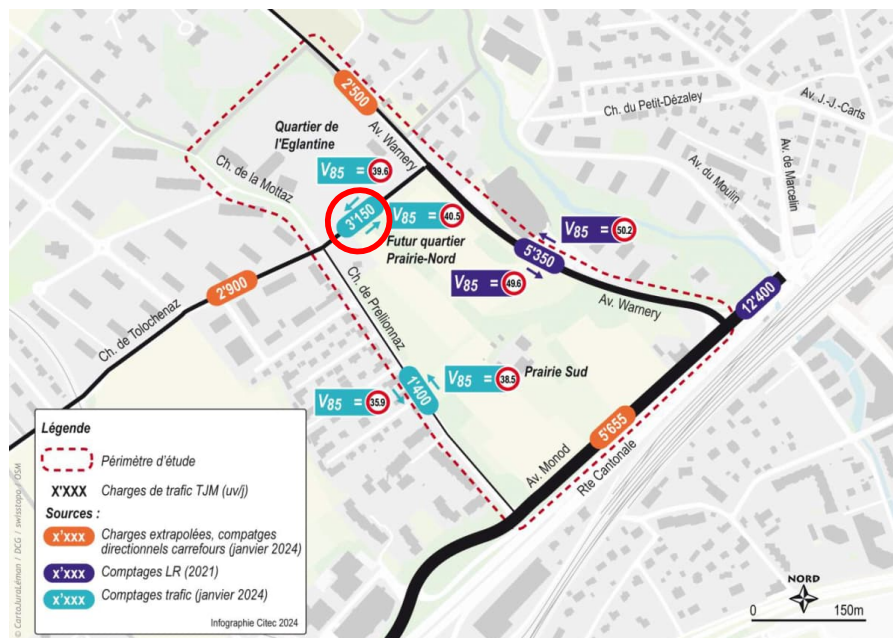 2'500
Av. Warnery
Quartier de
l'Eglantine
Ch. de la Mottaz
V85 = 39.6
3'150
V85 = 40.5
Futur quartier
Prairie-Nord
Ch. du Petit-Dézaley
Av. J.-J.-Carts
Av. de Marcelin
Av. du Moulin
V85 = 50.2
5'350
V85 = 49.6
Av. Warnery
12'400
2'900
Ch. de Tolochenaz
Ch. de Prellionnaz
Prairie Sud
V85 = 38.5
1'400
V85 = 35.9
5'655
Av. Monod
Rte Cantonale
Légende
Périmètre d'étude
X'XXX Charges de trafic TJM (uv/j)
Sources :
x'xxx Charges extrapolées, compatges
directionnels carrefours (janvier 2024)
x'xxx Comptages LR (2021)
x'xxx Comptages trafic (janvier 2024)
Infographie Citec 2024
© CartoJuraLéman / DCG / swisstopo / OSM
NORD
0 150m